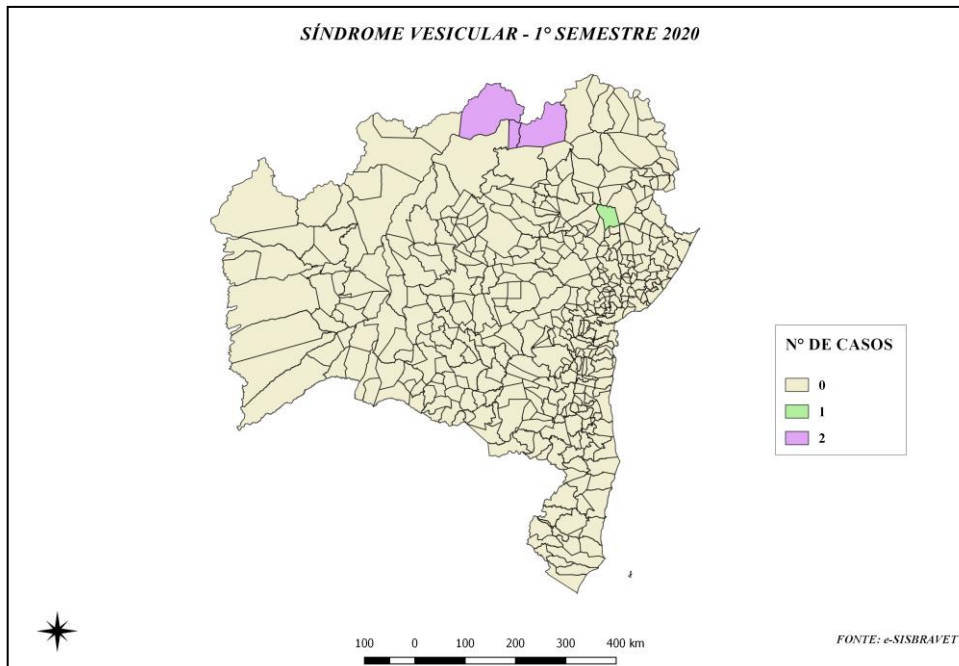 SÍNDROME VESICULAR - 1° SEMESTRE 2020
N° DE CASOS
0
1
2
100 0 100 200 300 400 km
FONTE: e-SISBRAVET